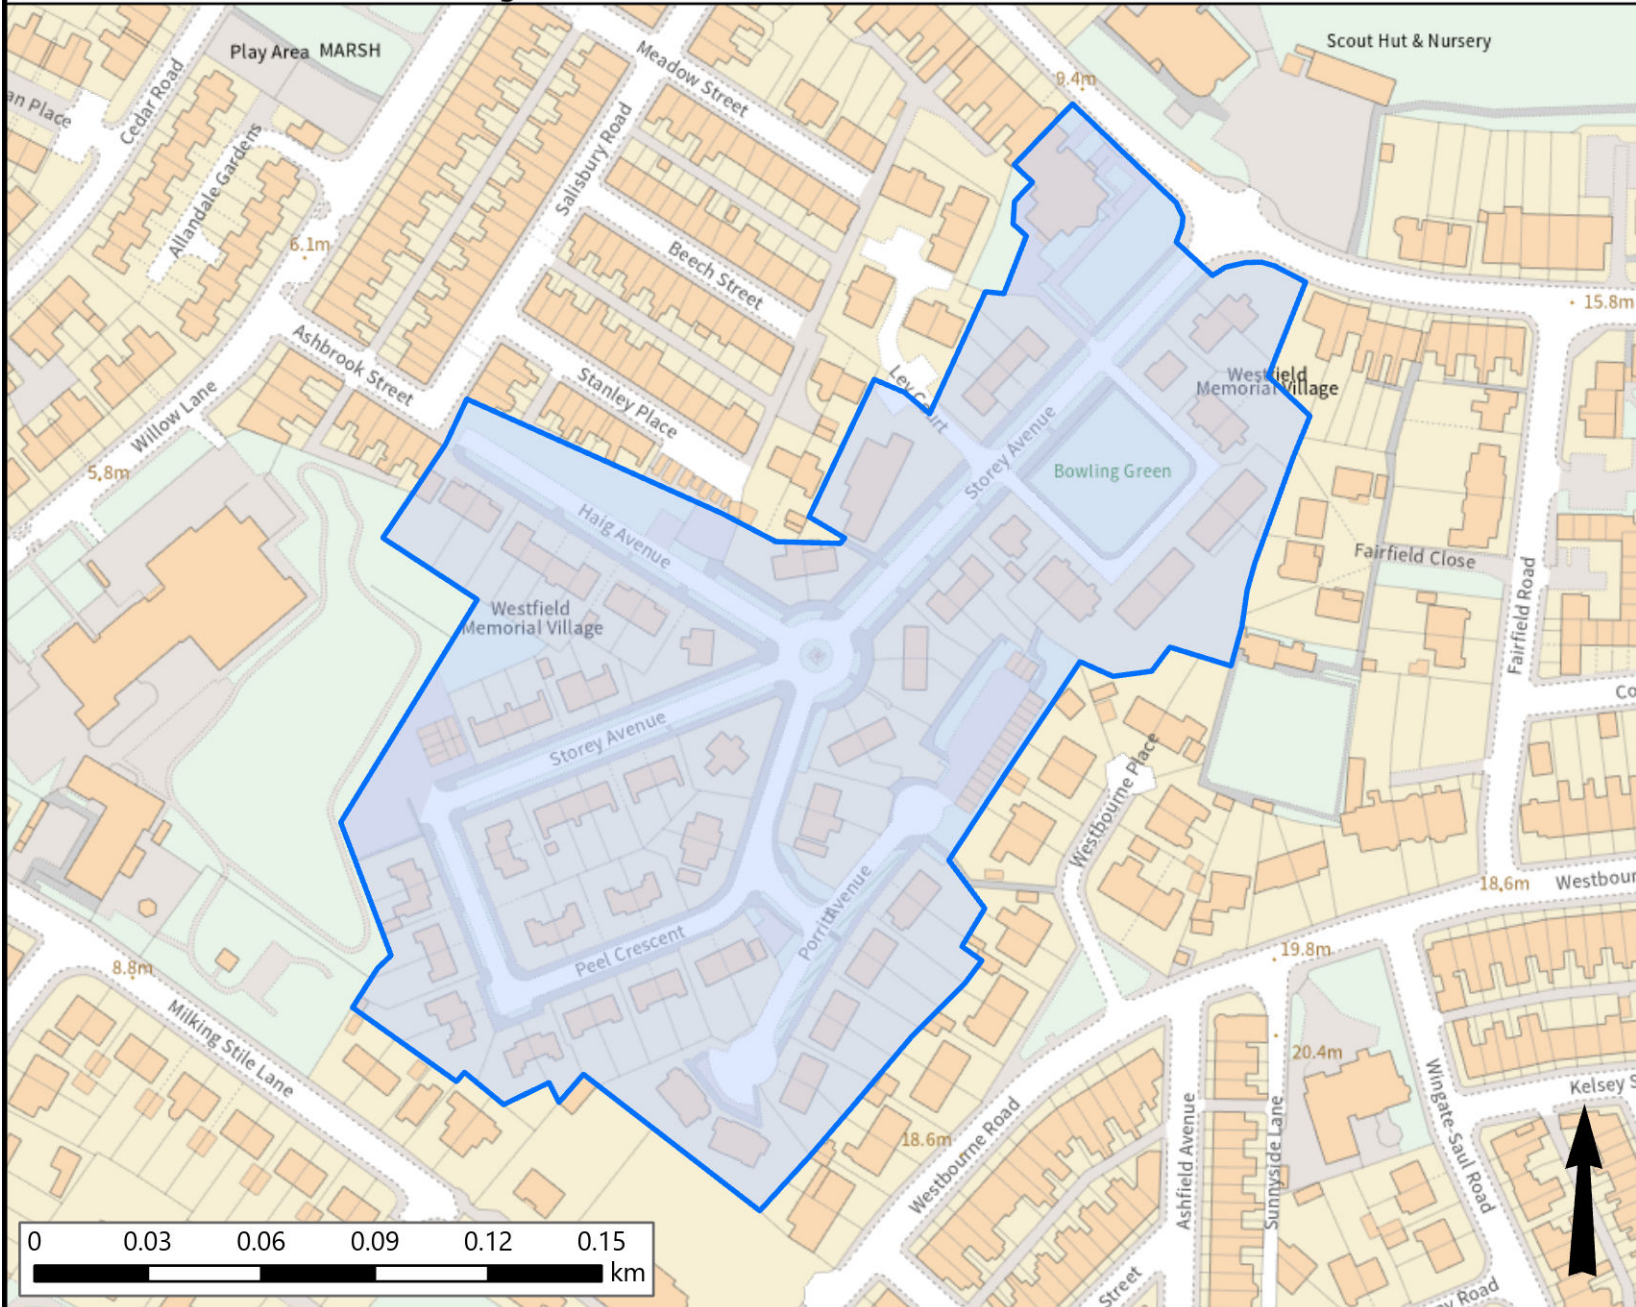 Play Area MARSH
Scout Hut & Nursery
Meadow Street
9.4m
Cedar Road
an Place
Allandale Gardens
Salisbury Road
6.1m
Beech Street
15.8m
Ashbrook Street
Stanley Place
Ley Court
Westfield
Memorial Village
Willow Lane
Storey Avenue
Bowling Green
5.8m
Haig Avenue
Fairfield Close
Fairfield Road
Westfield
Memorial Village
Storey Avenue
Co
Westbourne Place
18.6m
Westbour
Porritt Avenue
Peel Crescent
19.8m
8.8m
Milking Stile Lane
20.4m
Wingate-Saul Road
Kelsey S
18.6m
Westbourne Road
Ashfield Avenue
Sunnyside Lane
Street
y Road
0 0.03 0.06 0.09 0.12 0.15
km